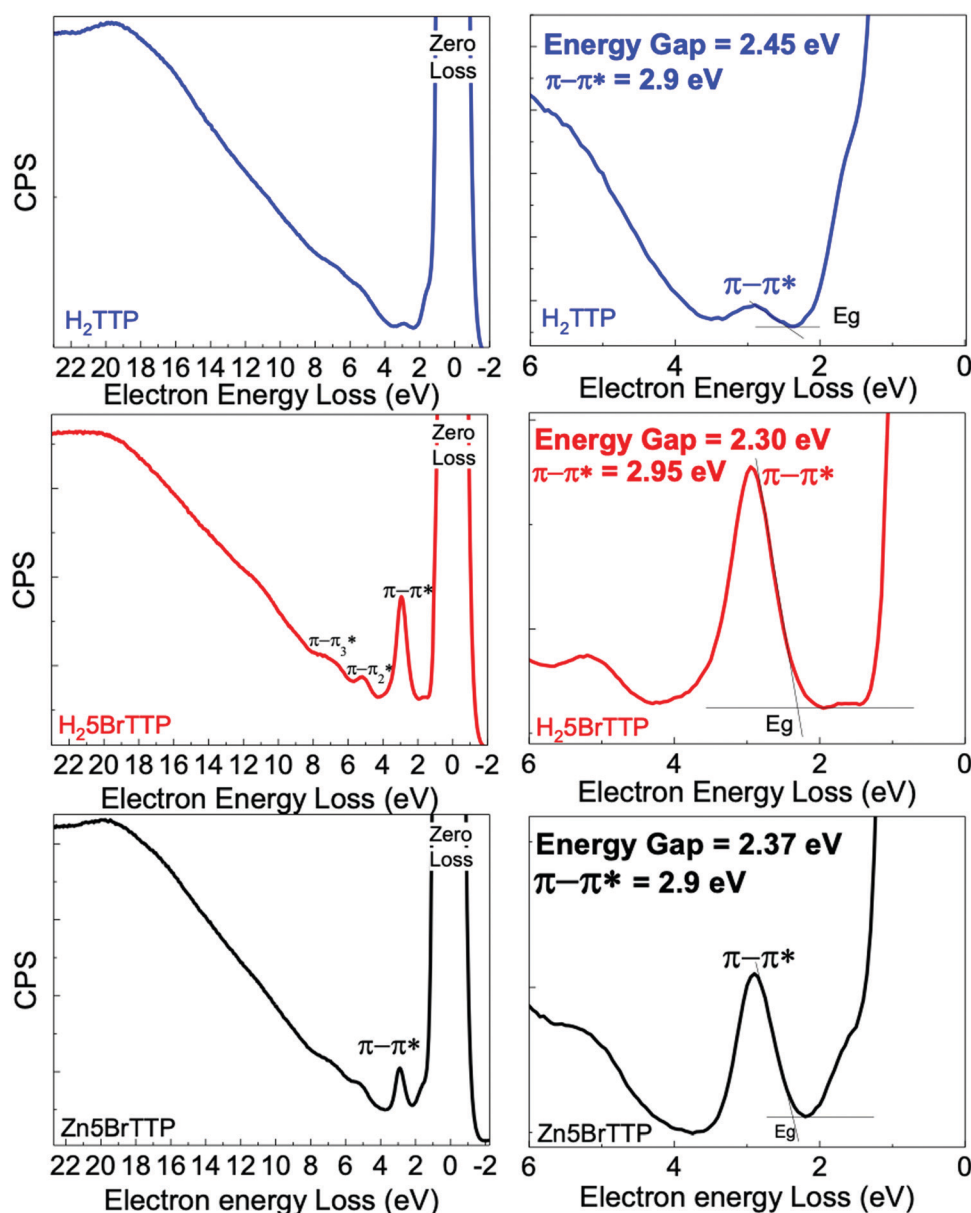 Zero
Loss
CPS
H₂TTP
22 20 18 16 14 12 10 8 6 4 2 0 -2
Electron Energy Loss (eV)
Energy Gap = 2.45 eV
π–π* = 2.9 eV
π–π*
Eg
H₂TTP
6 4 2 0
Electron Energy Loss (eV)
Zero
Loss
CPS
π–π*
π–π₃*
π–π₂*
H₂5BrTTP
22 20 18 16 14 12 10 8 6 4 2 0 -2
Electron Energy Loss (eV)
Energy Gap = 2.30 eV
π–π* = 2.95 eV
π–π*
Eg
H₂5BrTTP
6 4 2 0
Electron Energy Loss (eV)
Zero
Loss
CPS
π–π*
Zn5BrTTP
22 20 18 16 14 12 10 8 6 4 2 0 -2
Electron energy Loss (eV)
Energy Gap = 2.37 eV
π–π* = 2.9 eV
π–π*
Eg
Zn5BrTTP
6 4 2 0
Electron energy Loss (eV)